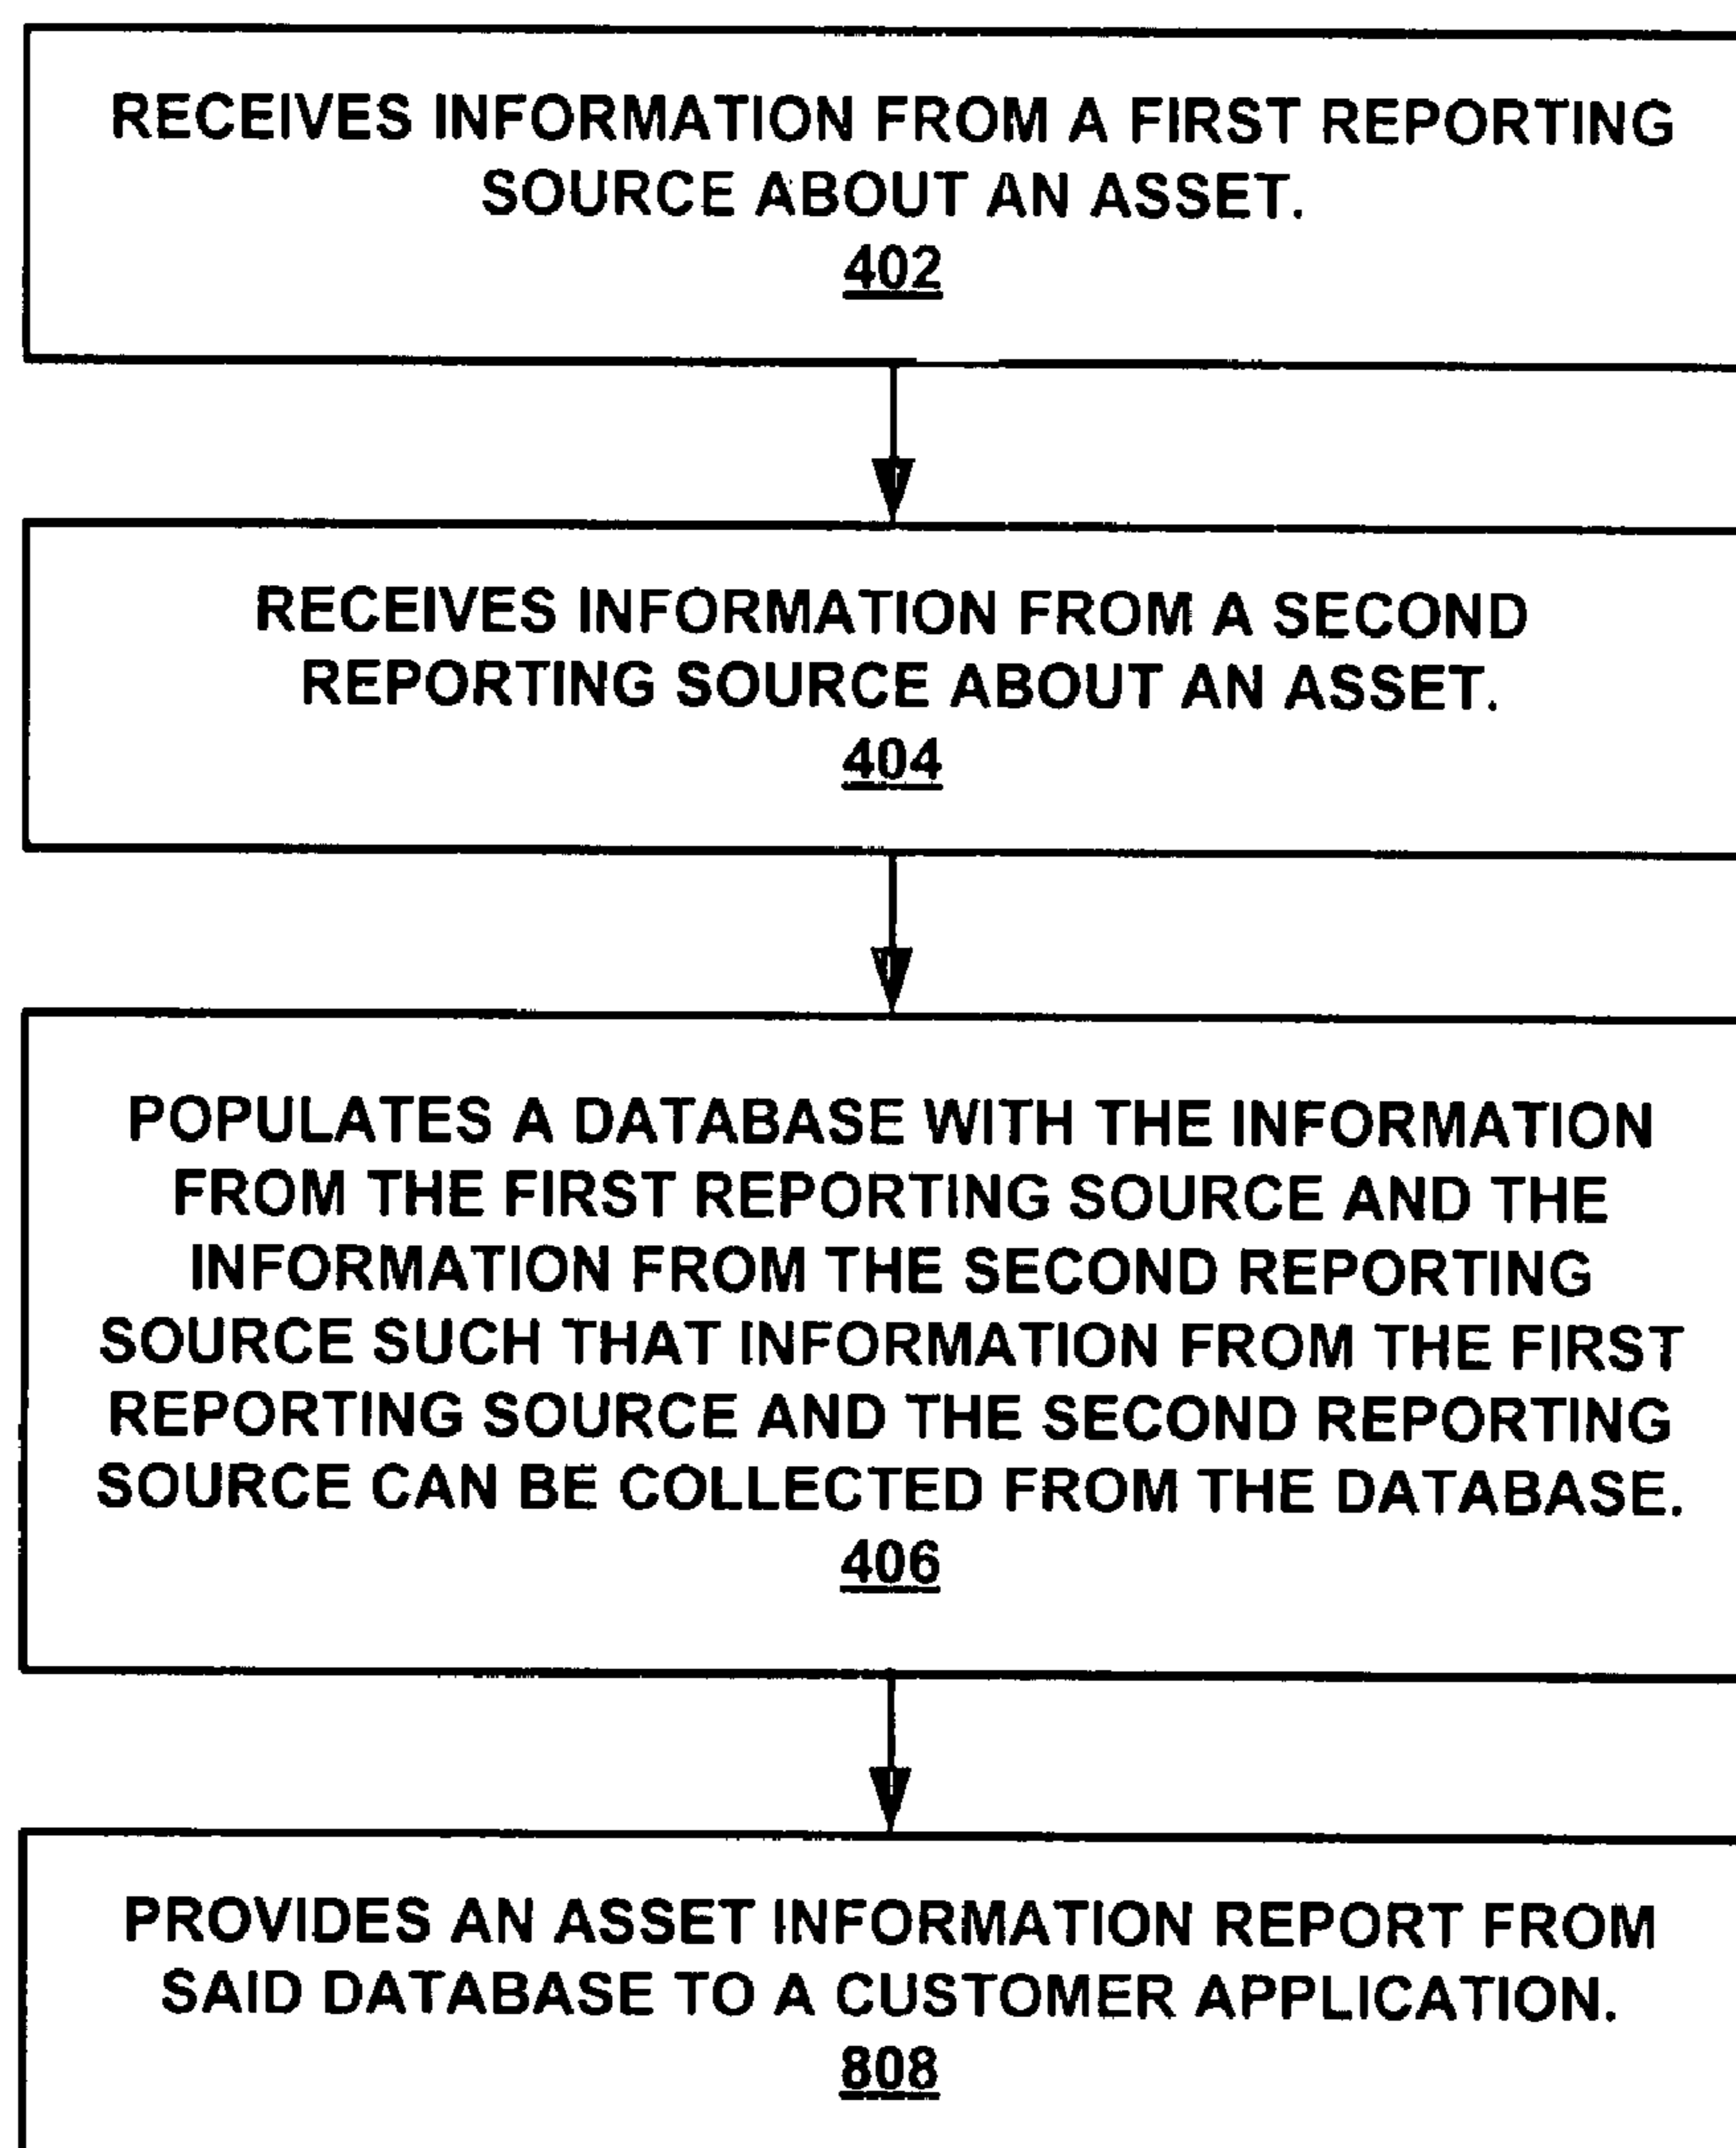 RECEIVES INFORMATION FROM A FIRST REPORTING
SOURCE ABOUT AN ASSET.
402
RECEIVES INFORMATION FROM A SECOND
REPORTING SOURCE ABOUT AN ASSET.
404
POPULATES A DATABASE WITH THE INFORMATION
FROM THE FIRST REPORTING SOURCE AND THE
INFORMATION FROM THE SECOND REPORTING
SOURCE SUCH THAT INFORMATION FROM THE FIRST
REPORTING SOURCE AND THE SECOND REPORTING
SOURCE CAN BE COLLECTED FROM THE DATABASE.
406
PROVIDES AN ASSET INFORMATION REPORT FROM
SAID DATABASE TO A CUSTOMER APPLICATION.
808